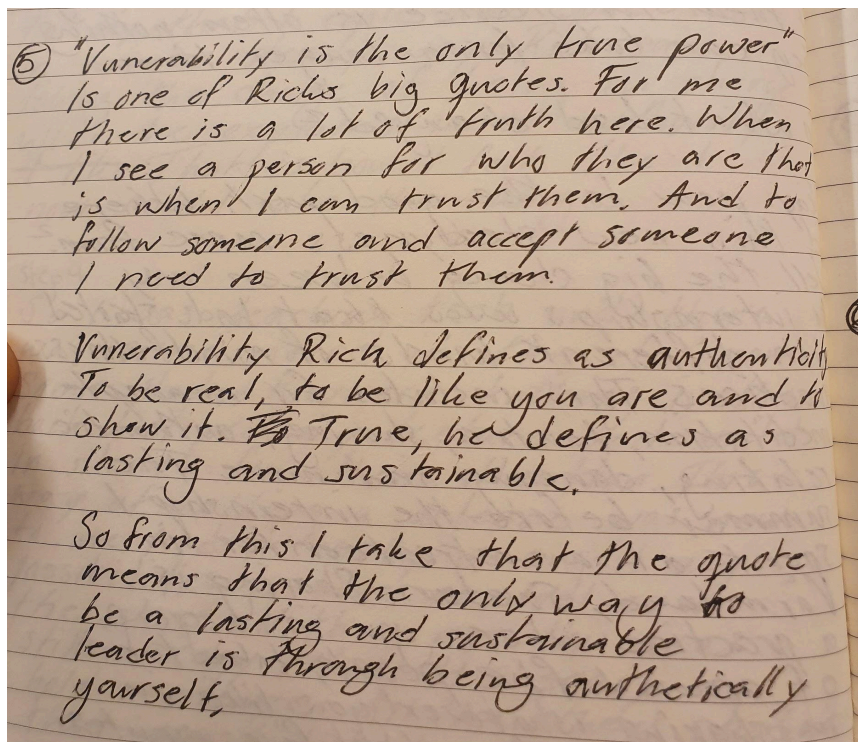 ⑤ "Vunerability is the only true power"
Is one of Ricks big quotes. For me
there is a lot of truth here. When
I see a person for who they are that
is when I can trust them. And to
follow someone and accept someone
I need to trust them.
Vunerability Rick defines as authenticity
To be real, to be like you are and to
show it. True, he defines as
lasting and sustainable.
So from this I take that the quote
means that the only way to
be a lasting and sustainable
leader is through being authetically
yourself,